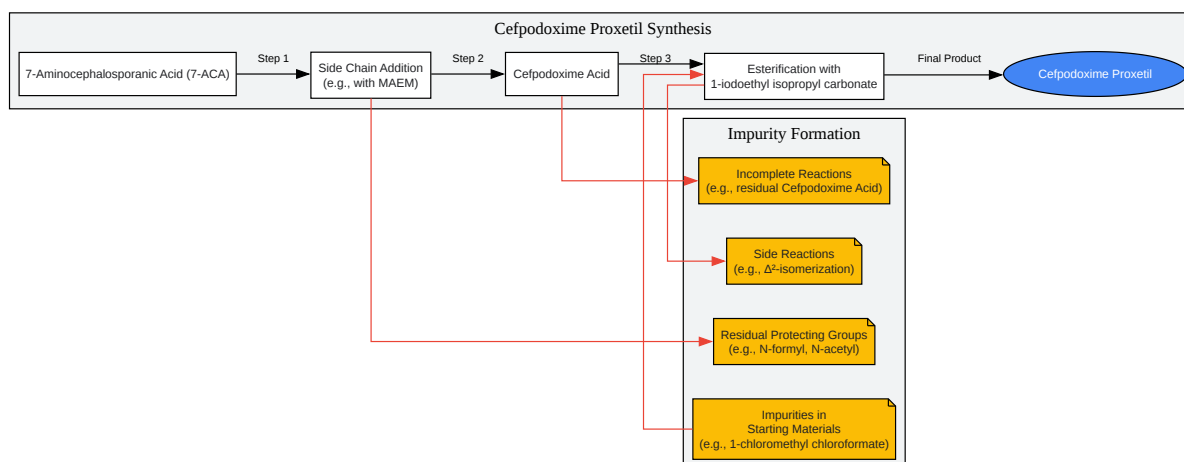 Cefpodoxime Proxetil Synthesis
7-Aminocephalosporanic Acid (7-ACA)
Step 1
Side Chain Addition
(e.g., with MAEM)
Step 2
Cefpodoxime Acid
Step 3
Esterification with
1-iodoethyl isopropyl carbonate
Final Product
Cefpodoxime Proxetil
Impurity Formation
Incomplete Reactions
(e.g., residual Cefpodoxime Acid)
Side Reactions
(e.g., Δ²-isomerization)
Residual Protecting Groups
(e.g., N-formyl, N-acetyl)
Impurities in
Starting Materials
(e.g., 1-chloromethyl chloroformate)